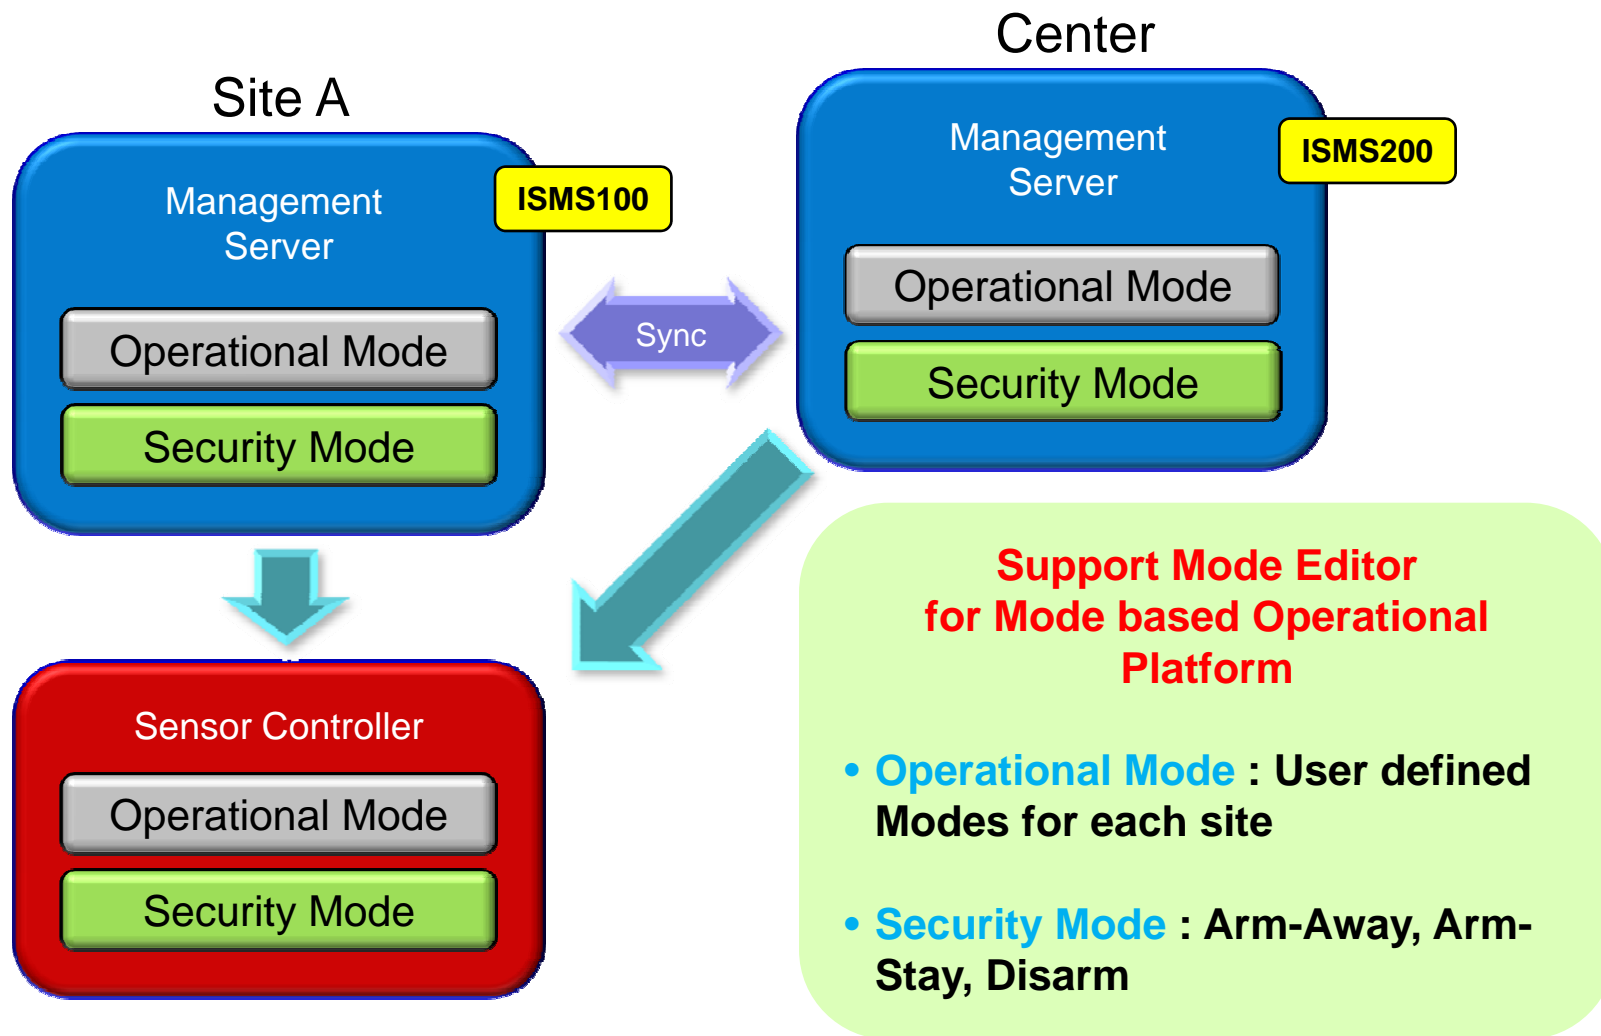 Site A
Management
Server
ISMS100
Operational Mode
Security Mode
Sync
Center
Management
Server
ISMS200
Operational Mode
Security Mode
Sensor Controller
Operational Mode
Security Mode
Support Mode Editor
for Mode based Operational
Platform
• Operational Mode : User defined
Modes for each site
• Security Mode : Arm-Away, Arm-
Stay, Disarm